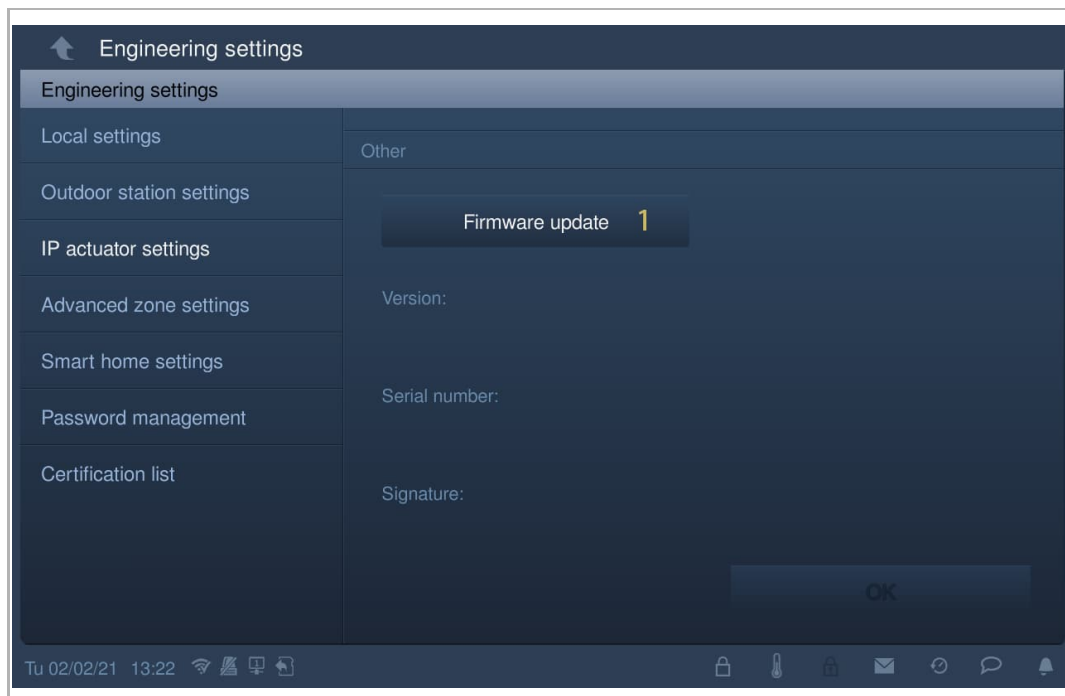 Engineering settings
Engineering settings
Local settings
Outdoor station settings
IP actuator settings
Advanced zone settings
Smart home settings
Password management
Certification list
Other
Firmware update 1
Version:
Serial number:
Signature:
OK
Tu 02/02/21 13:22